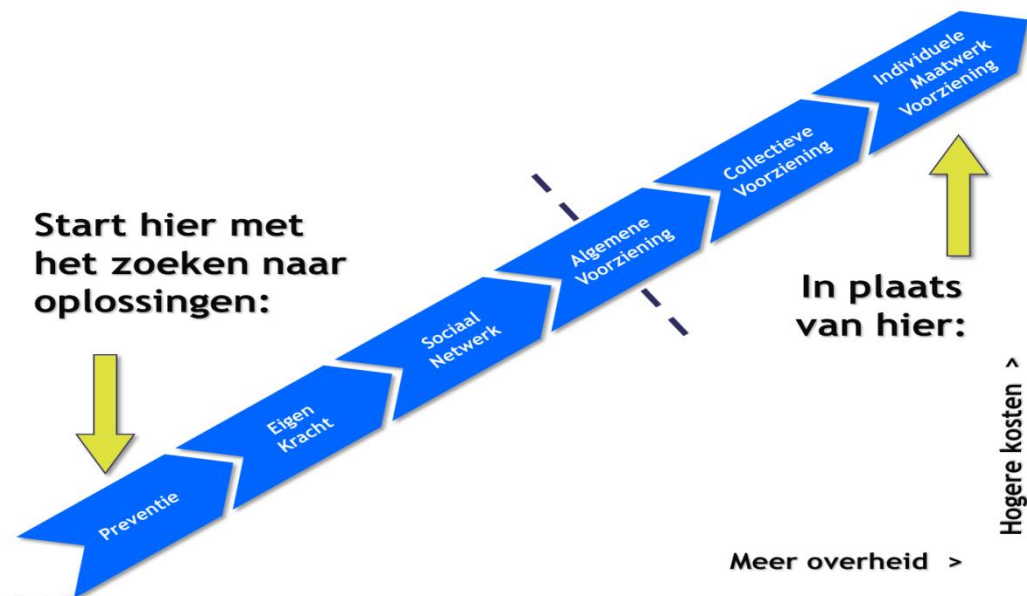 Start hier met
het zoeken naar
oplossingen:
Preventie
Eigen
Kracht
Sociaal
Netwerk
Algemene
Voorziening
Collectieve
Voorziening
Individuele
Maatwerk
Voorziening
In plaats
van hier:
Hogere kosten >
Meer overheid >